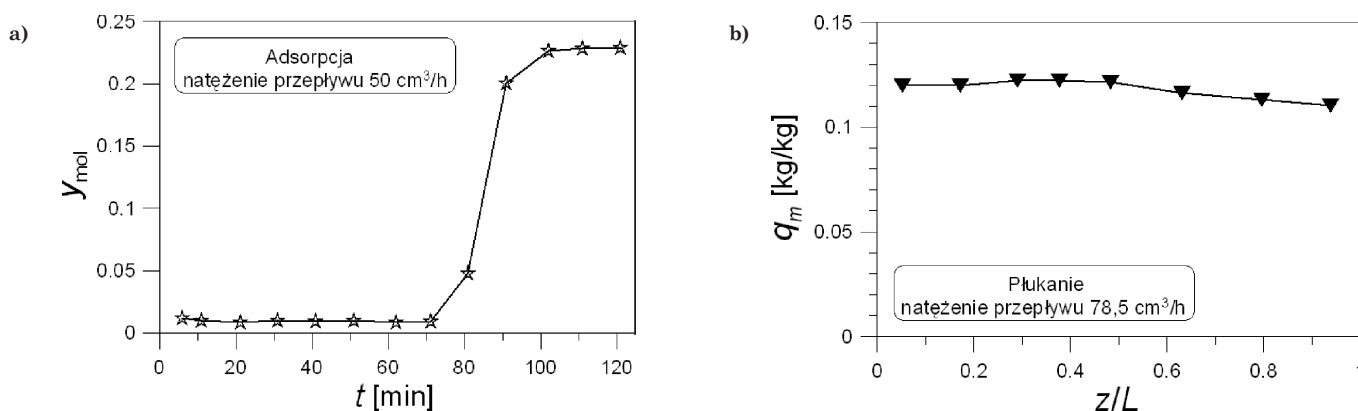 a)
0.25
0.2
0.15
0.1
0.05
0
y_mol
Adsorpcja
natężenie przepływu 50 cm³/h
0 20 40 60 80 100 120
t [min]
b)
0.15
0.1
0.05
0
q_m [kg/kg]
Płukanie
natężenie przepływu 78,5 cm³/h
0 0.2 0.4 0.6 0.8
z/L